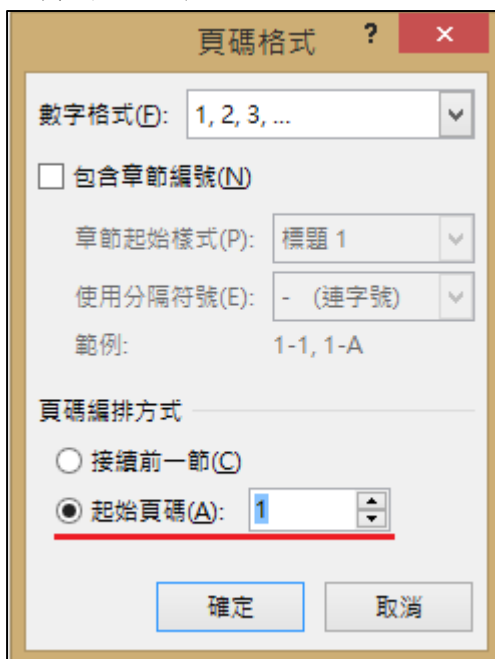 頁碼格式 ? ×
數字格式(F): 1, 2, 3, ...
包含章節編號(N)
章節起始樣式(P): 標題 1
使用分隔符號(E): - (連字號)
範例: 1-1, 1-A
頁碼編排方式
接續前一節(C)
起始頁碼(A): 1
確定 取消